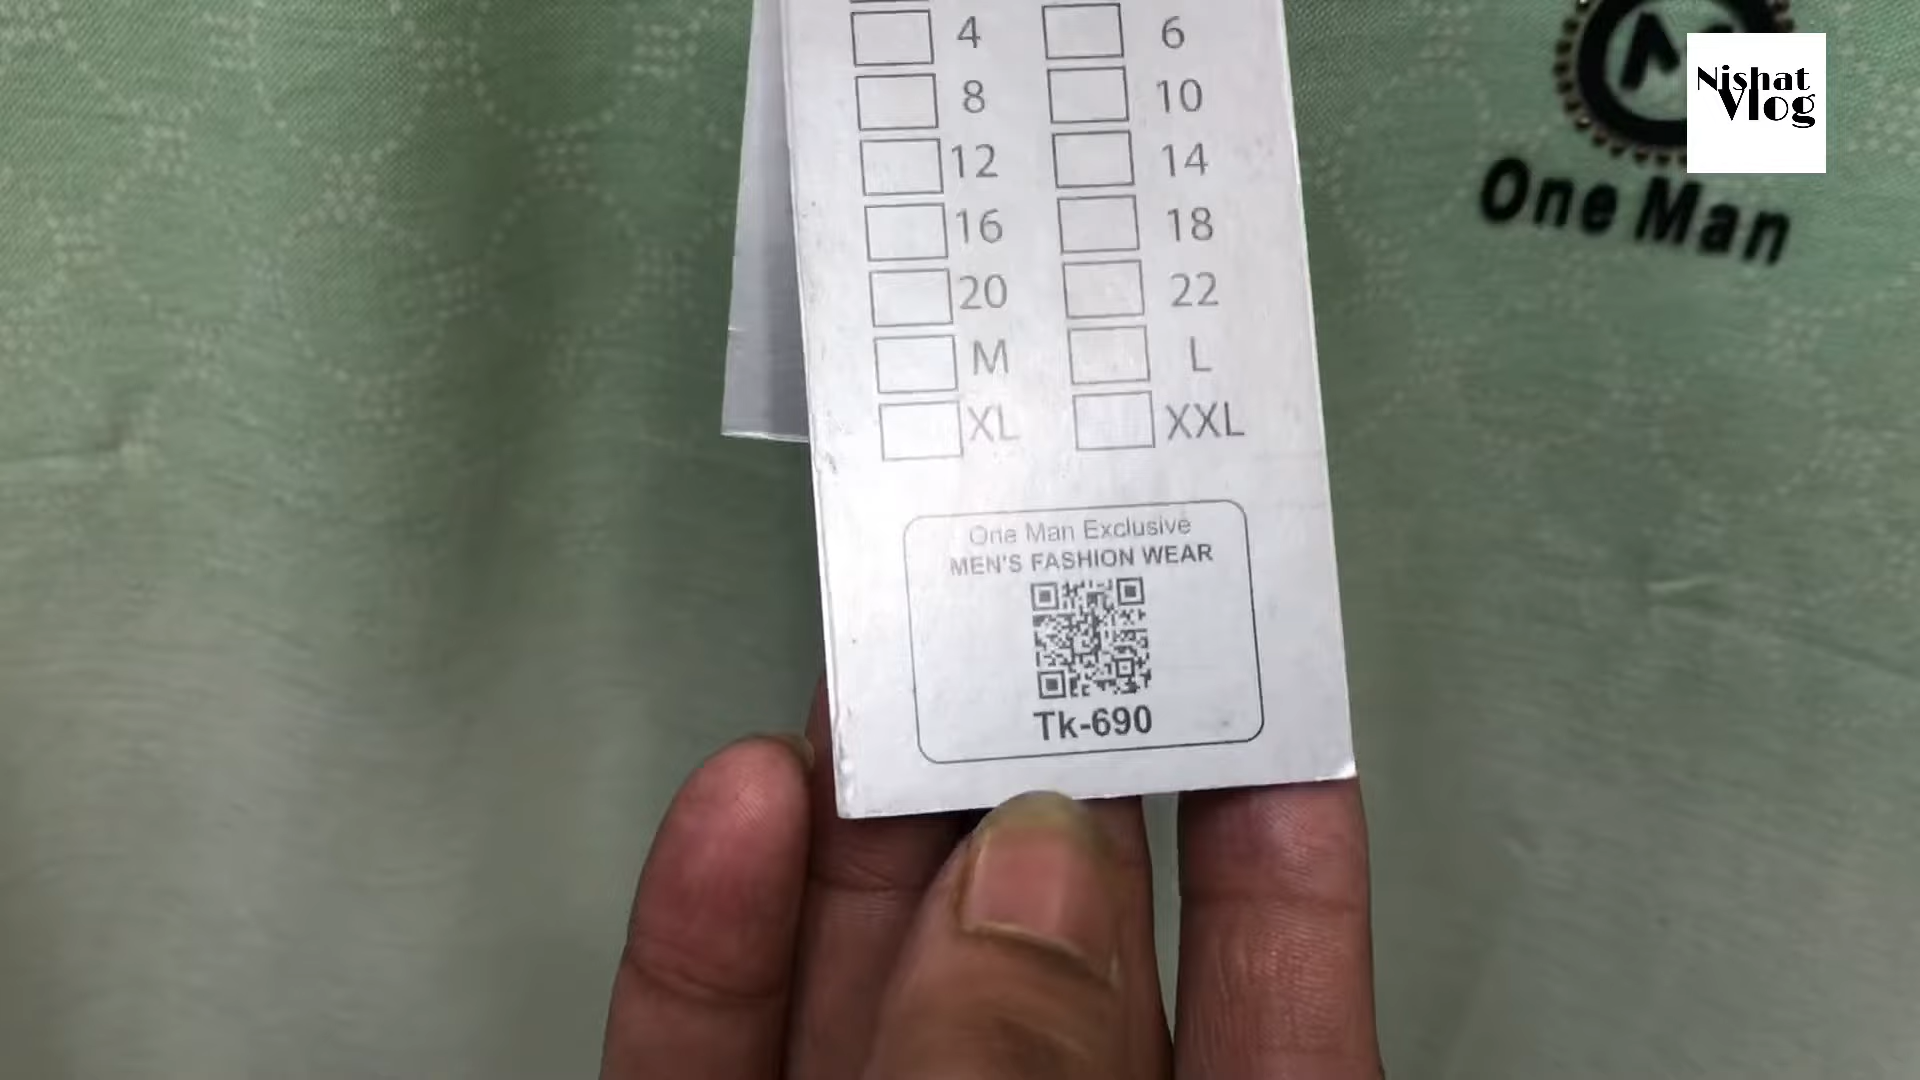 4 6
8 10
12 14
16 18
20 22
M L
XL XXL
One Man Exclusive
MEN'S FASHION WEAR
Tk-690
One Man
Nishat
Vlog